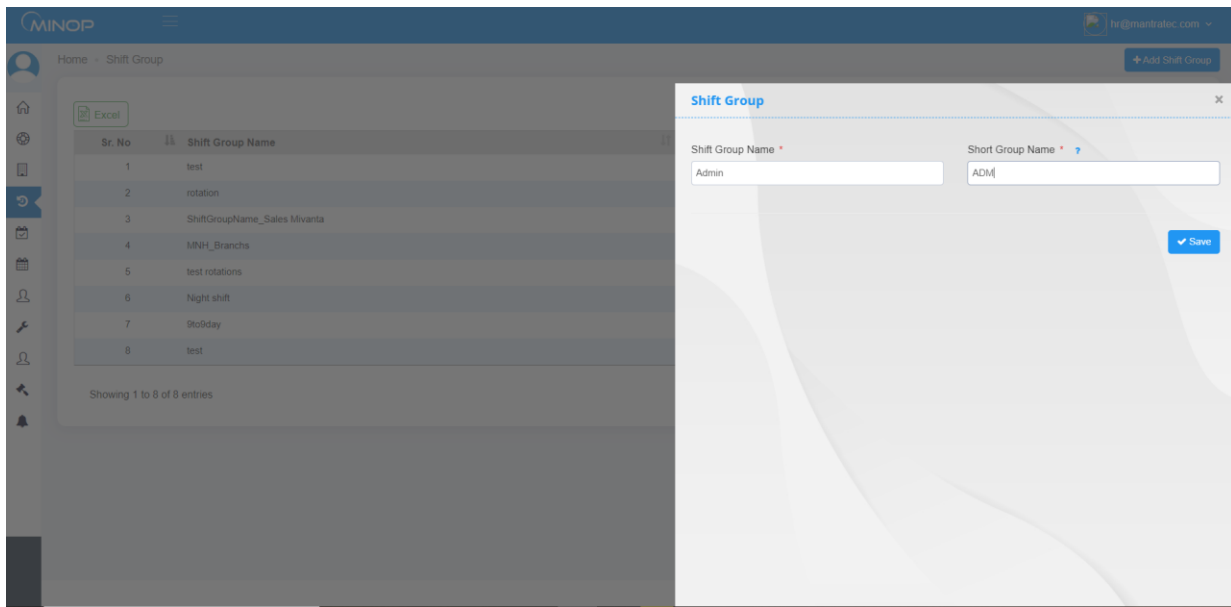 MINOP
hr@mantratec.com
Home - Shift Group
+Add Shift Group
Excel
Sr. No Shift Group Name
1 test
2 rotation
3 ShiftGroupName_Sales Mivanta
4 MNH_Branchs
5 test rotations
6 Night shift
7 9to9day
8 test
Showing 1 to 8 of 8 entries
Shift Group ×
Shift Group Name * Short Group Name * ?
Admin ADM
Save